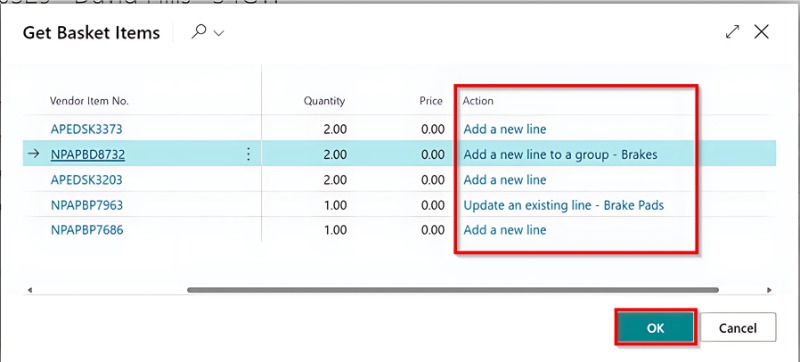 Get Basket Items
Vendor Item No. Quantity Price Action
APEDSK3373 2.00 0.00 Add a new line
NPAPBD8732 2.00 0.00 Add a new line to a group - Brakes
APEDSK3203 2.00 0.00 Add a new line
NPAPBP7963 1.00 0.00 Update an existing line - Brake Pads
NPAPBP7686 1.00 0.00 Add a new line
OK Cancel